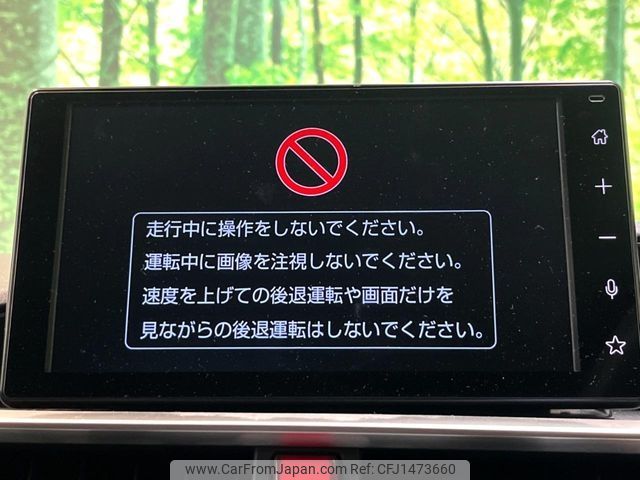 走行中に操作をしないでください。
運転中に画像を注視しないでください。
速度を上げての後退運転や画面だけを
見ながらの後退運転はしないでください。
www.CarFromJapan.com
CFJ1473660